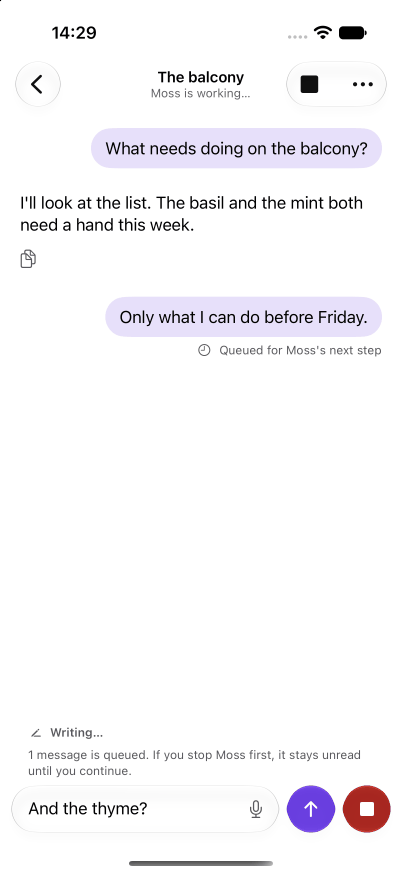 14:29
The balcony
Moss is working...
What needs doing on the balcony?
I'll look at the list. The basil and the mint both
need a hand this week.
Only what I can do before Friday.
Queued for Moss's next step
Writing...
1 message is queued. If you stop Moss first, it stays unread
until you continue.
And the thyme?